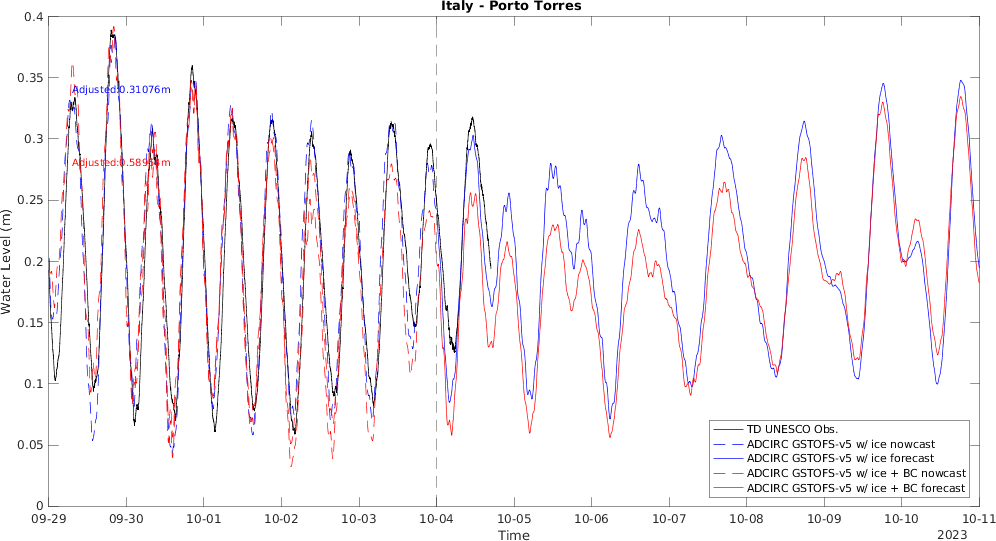 Italy - Porto Torres
0.4
0.35
Adjusted:0.31076m
0.3
0.25
Water Level (m)
0.2
0.15
0.1
0.05
0
TD UNESCO Obs.
ADCIRC GSTOFS-v5 w/ ice nowcast
ADCIRC GSTOFS-v5 w/ ice forecast
ADCIRC GSTOFS-v5 w/ ice + BC nowcast
ADCIRC GSTOFS-v5 w/ ice + BC forecast
09-29 09-30 10-01 10-02 10-03 10-04 10-05 10-06 10-07 10-08 10-09 10-10 10-11
Time
2023